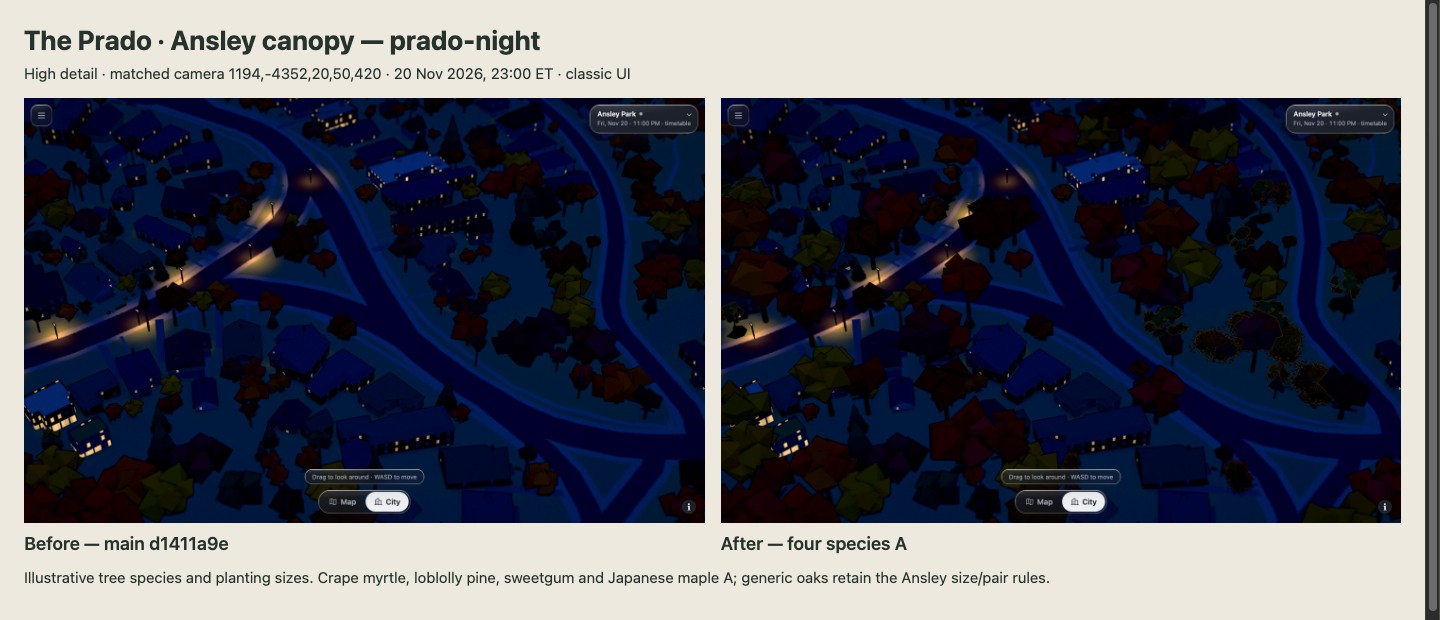 The Prado · Ansley canopy — prado-night
High detail · matched camera 1194,-4352,20,50,420 · 20 Nov 2026, 23:00 ET · classic UI
Ansley Park
Fri, Nov 20 · 11:00 PM · timetable
Drag to look around · WASD to move
Map
City
i
Ansley Park
Fri, Nov 20 · 11:00 PM · timetable
Drag to look around · WASD to move
Map
City
i
Before — main d1411a9e
After — four species A
Illustrative tree species and planting sizes. Crape myrtle, loblolly pine, sweetgum and Japanese maple A; generic oaks retain the Ansley size/pair rules.